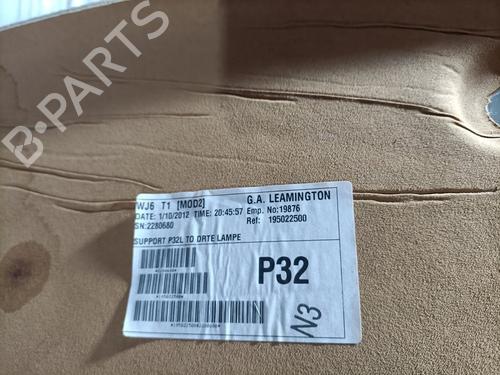 B-PARTS
WJ6 T1 [MOD2]
DATE: 1/10/2012 TIME: 20:45:57
SN:2280680
G.A. LEAMINGTON
Emp. No:19876
Ref: 195022500
SUPPORT P32L TO DRTE LAMPE
P32
N3